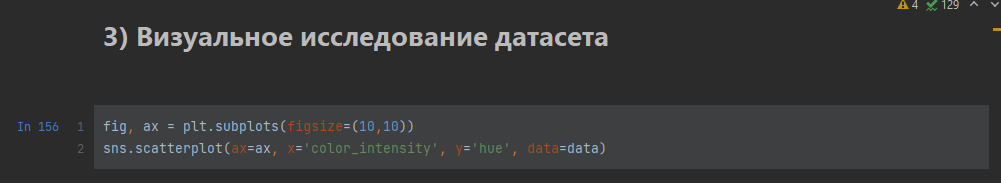 4 129
3) Визуальное исследование датасета
In 156 1 fig, ax = plt.subplots(figsize=(10,10))
2 sns.scatterplot(ax=ax, x='color_intensity', y='hue', data=data)